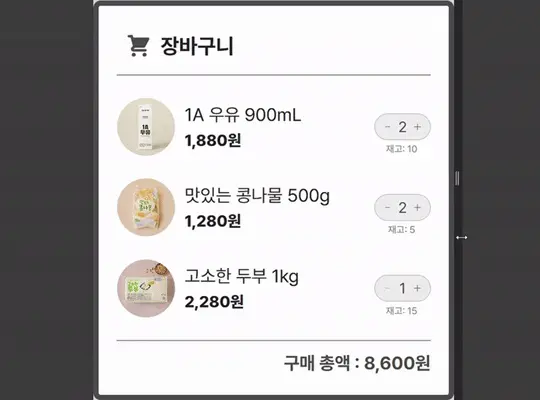 장바구니
1A 우유 900mL
1,880원
- 2 +
재고: 10
맛있는 콩나물 500g
1,280원
- 2 +
재고: 5
고소한 두부 1kg
2,280원
- 1 +
재고: 15
구매 총액 : 8,600원
1A
우유